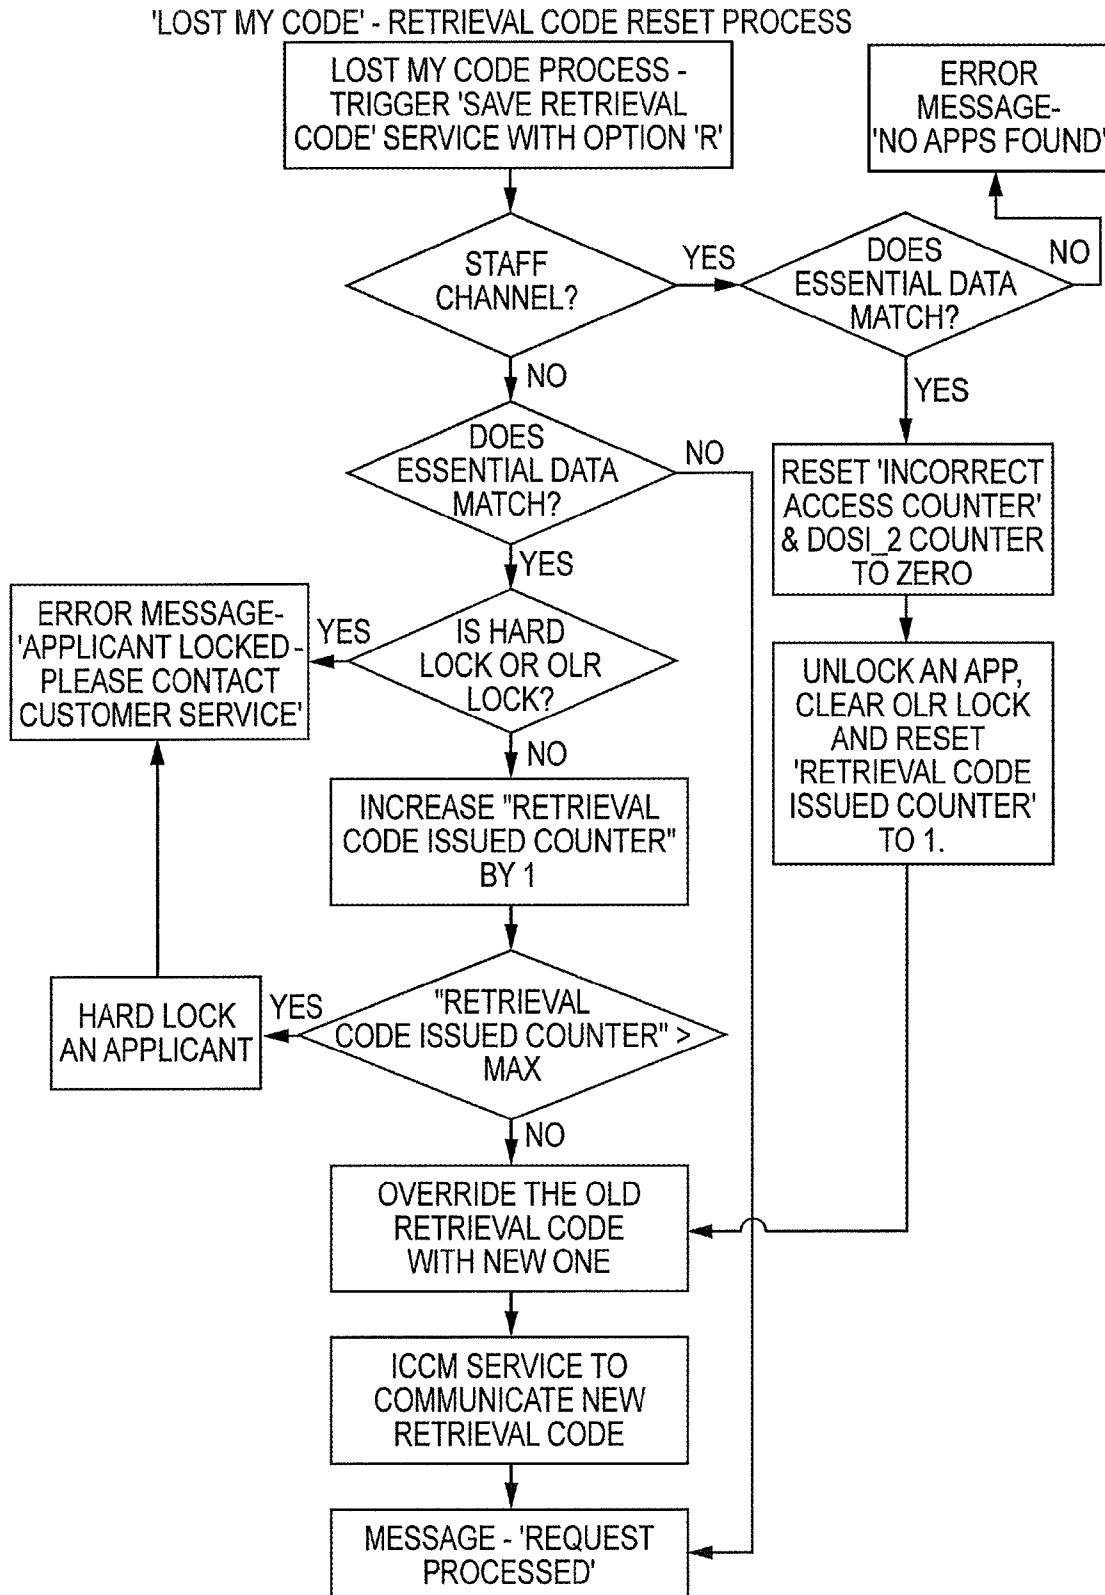 'LOST MY CODE' - RETRIEVAL CODE RESET PROCESS
LOST MY CODE PROCESS -
TRIGGER 'SAVE RETRIEVAL
CODE' SERVICE WITH OPTION 'R'
ERROR
MESSAGE-
'NO APPS FOUND'
STAFF
CHANNEL?
YES
DOES
ESSENTIAL DATA
MATCH?
NO
NO
YES
DOES
ESSENTIAL DATA
MATCH?
NO
RESET 'INCORRECT
ACCESS COUNTER'
& DOSI_2 COUNTER
TO ZERO
YES
ERROR MESSAGE-
'APPLICANT LOCKED -
PLEASE CONTACT
CUSTOMER SERVICE'
YES
IS HARD
LOCK OR OLR
LOCK?
UNLOCK AN APP,
CLEAR OLR LOCK
AND RESET
'RETRIEVAL CODE
ISSUED COUNTER'
TO 1.
NO
INCREASE "RETRIEVAL
CODE ISSUED COUNTER"
BY 1
HARD LOCK
AN APPLICANT
YES
"RETRIEVAL
CODE ISSUED COUNTER" >
MAX
NO
OVERRIDE THE OLD
RETRIEVAL CODE
WITH NEW ONE
ICCM SERVICE TO
COMMUNICATE NEW
RETRIEVAL CODE
MESSAGE - 'REQUEST
PROCESSED'